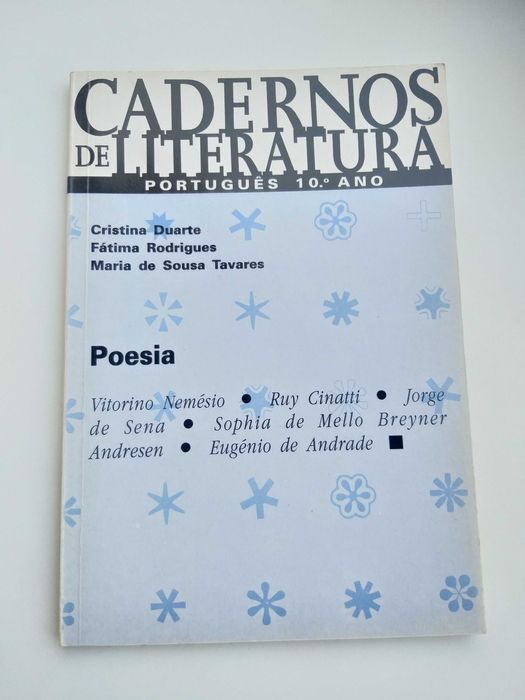 CADERNOS
DE LITERATURA
PORTUGUÊS 10.º ANO
Cristina Duarte
Fátima Rodrigues
Maria de Sousa Tavares
Poesia
Vitorino Nemésio ● Ruy Cinatti ● Jorge
de Sena ● Sophia de Mello Breyner
Andresen ● Eugénio de Andrade ■